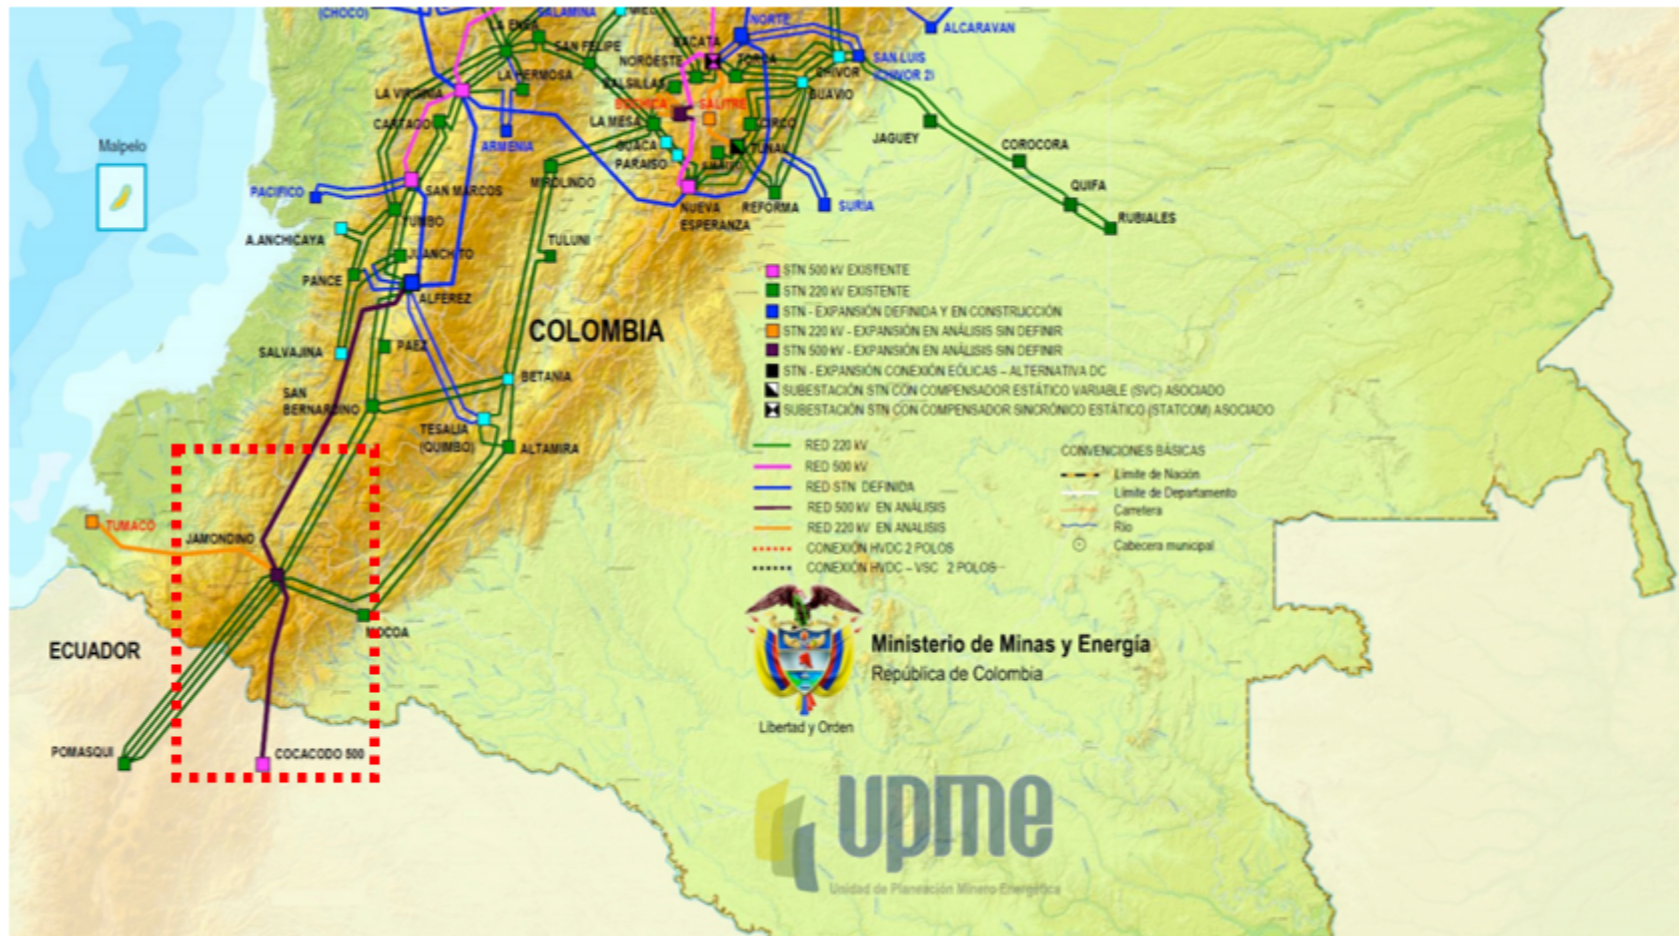 (CHOCO)
SALAMINA
MIEL
NORTE
ALCARAVAN
LA ENEA
SAN FELIPE
BACATA
NOROESTE
TORCA
SAN LUIS
(CHIVOR 2)
CHIVOR
LA HERMOSA
BALSILLAS
GUAVIO
LA VIRGINIA
BOCHICA
SALITRE
CARTAGO
LA MESA
CIRCO
JAGUEY
COROCORA
ARMENIA
GUACA
TUNAL
PARAISO
Malpelo
MIROLINDO
QUIFA
PACIFICO
SAN MARCOS
NUEVA
ESPERANZA
REFORMA
SURIA
RUBIALES
YUMBO
A.ANCHICAYA
JUANCHITO
TULUNI
PANCE
ALFEREZ
STN 500 kV EXISTENTE
STN 220 kV EXISTENTE
STN - EXPANSIÓN DEFINIDA Y EN CONSTRUCCIÓN
STN 220 kV - EXPANSIÓN EN ANÁLISIS SIN DEFINIR
STN 500 kV - EXPANSIÓN EN ANÁLISIS SIN DEFINIR
STN - EXPANSIÓN CONEXIÓN EÓLICAS – ALTERNATIVA DC
SUBESTACIÓN STN CON COMPENSADOR ESTÁTICO VARIABLE (SVC) ASOCIADO
SUBESTACIÓN STN CON COMPENSADOR SINCRÓNICO ESTÁTICO (STATCOM) ASOCIADO
COLOMBIA
SALVAJINA
PAEZ
BETANIA
SAN
BERNARDINO
TESALIA
(QUIMBO)
ALTAMIRA
RED 220 kV
RED 500 kV
RED STN DEFINIDA
RED 500 kV EN ANÁLISIS
RED 220 kV EN ANALISIS
CONEXIÓN HVDC 2 POLOS
CONEXIÓN HVDC – VSC 2 POLOS
CONVENCIONES BÁSICAS
Límite de Nación
Límite de Departamento
Carretera
Río
Cabecera municipal
TUMACO
JAMONDINO
MOCOA
ECUADOR
POMASQUI
COCACODO 500
Libertad y Orden
Ministerio de Minas y Energía
República de Colombia
upme
Unidad de Planeación Minero Energética